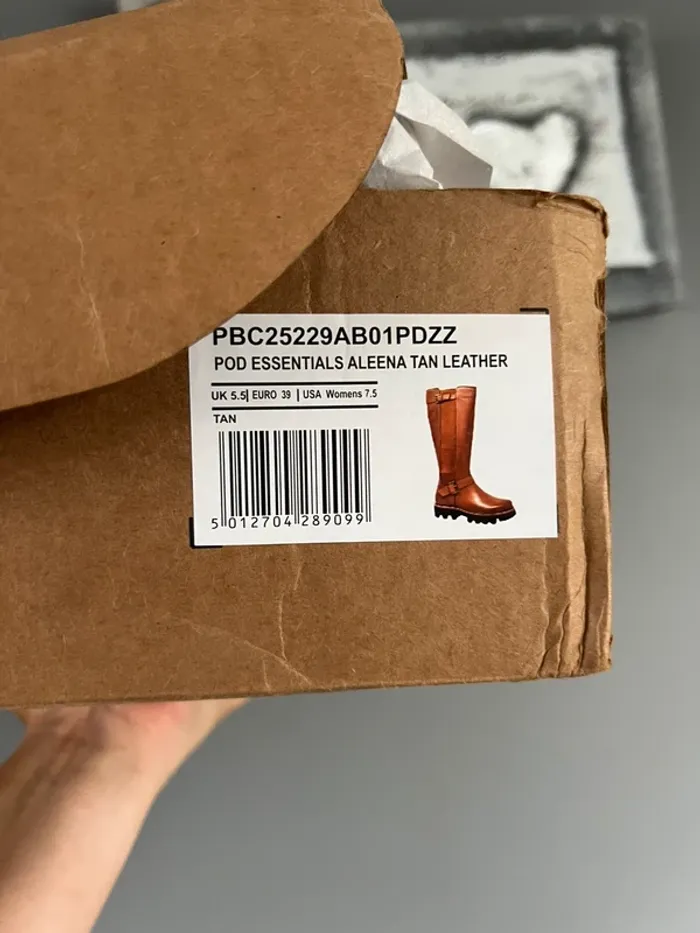 PBC25229AB01PDZZ
POD ESSENTIALS ALEENA TAN LEATHER
UK 5.5| EURO 39 | USA Womens 7.5
TAN
5 012704 289099